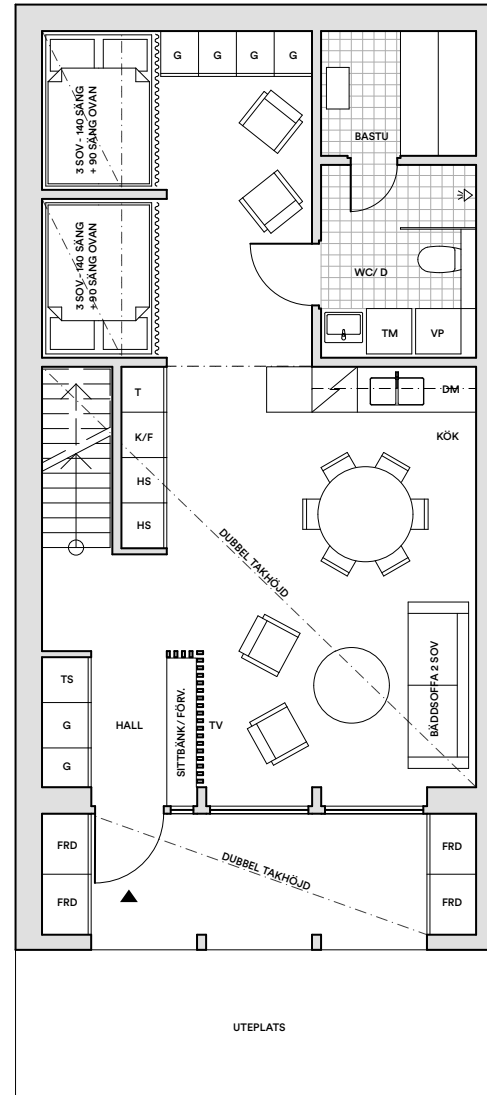 G G G G
3 SOV - 140 SÄNG
+ 90 SÄNG OVAN
BASTU
3 SOV -140 SÄNG
+ 90 SÄNG OVAN
WC/ D
TM VP
T
DM
K/F
KÖK
HS
HS
DUBBEL TAKHÖJD
BÄDDSOFFA 2 SOV
TS
G
HALL
SITTBÄNK/ FÖRV.
TV
G
FRD
FRD
DUBBEL TAKHÖJD
FRD
FRD
UTEPLATS